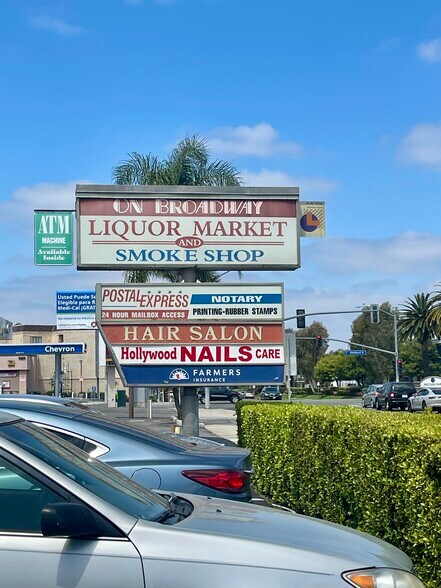 ATM
MACHINE
Available
Inside
ON BROADWAY
LIQUOR MARKET
AND
SMOKE SHOP
POSTAL EXPRESS
24 HOUR MAILBOX ACCESS
NOTARY
PRINTING-RUBBER STAMPS
HAIR SALON
Hollywood NAILS CARE
FARMERS
INSURANCE
Usted Puede Ser
Elegible para R
Medi-Cal ¡GRAT
Chevron